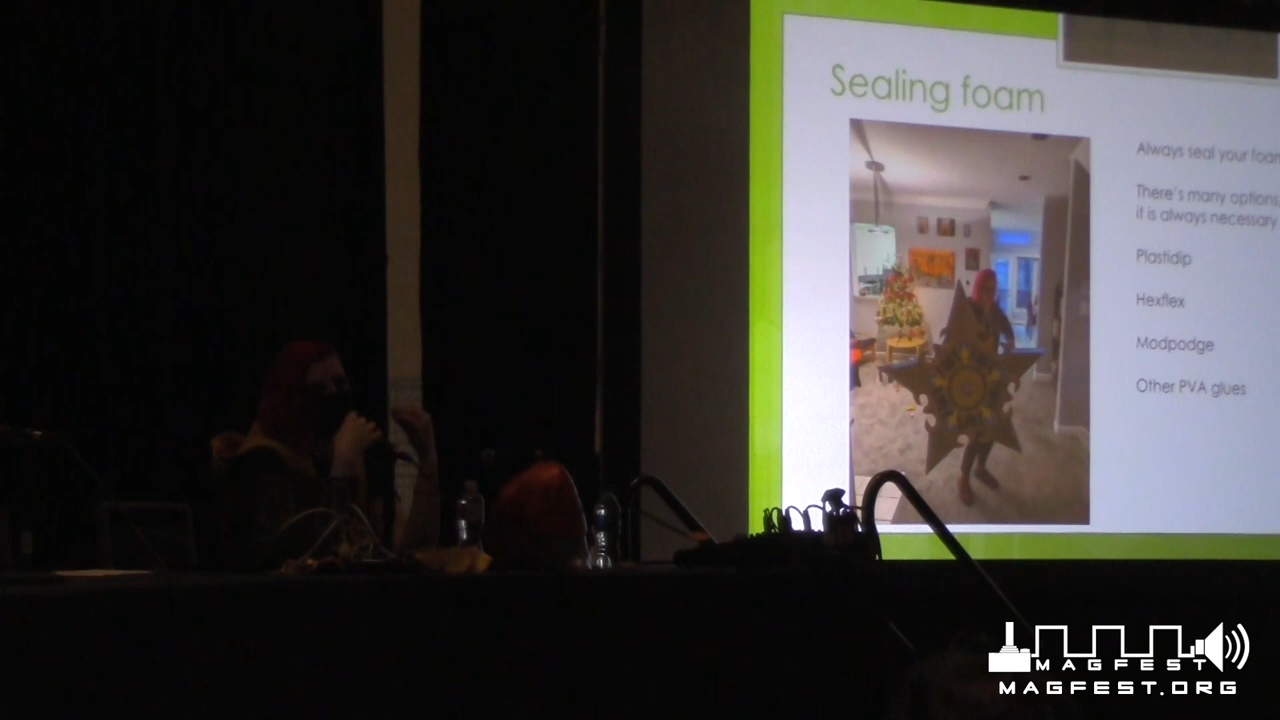 Sealing foam
Always seal your
There's many options,
it is always necessary
Plastidip
Hexflex
Modpodge
Other PVA glues
MAGFEST
MAGFEST.ORG